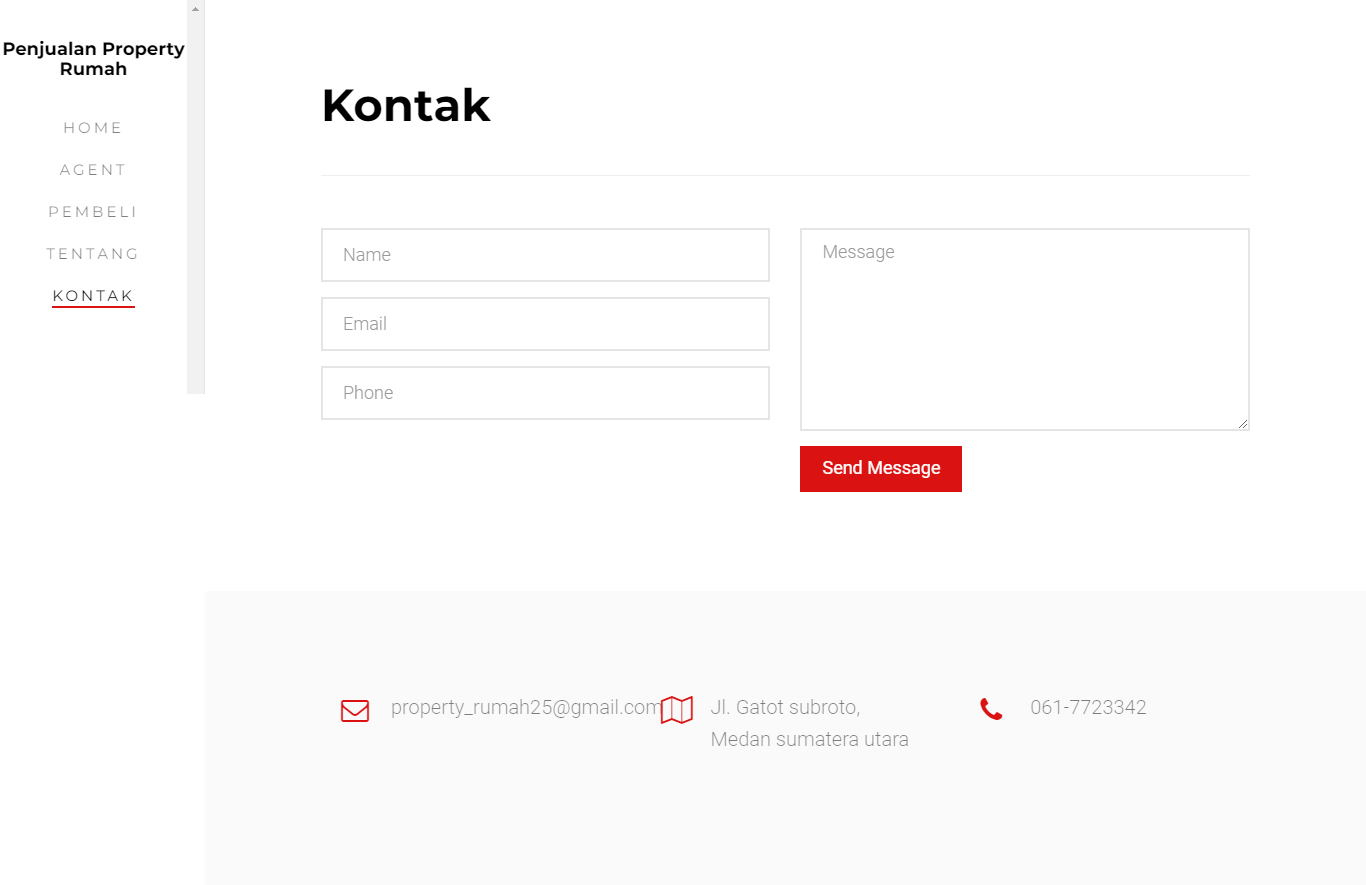 Penjualan Property
Rumah
HOME
AGENT
PEMBELI
TENTANG
KONTAK
Kontak
Name
Email
Phone
Message
Send Message
property_rumah25@gmail.com
Jl. Gatot subroto,
Medan sumatera utara
061-7723342